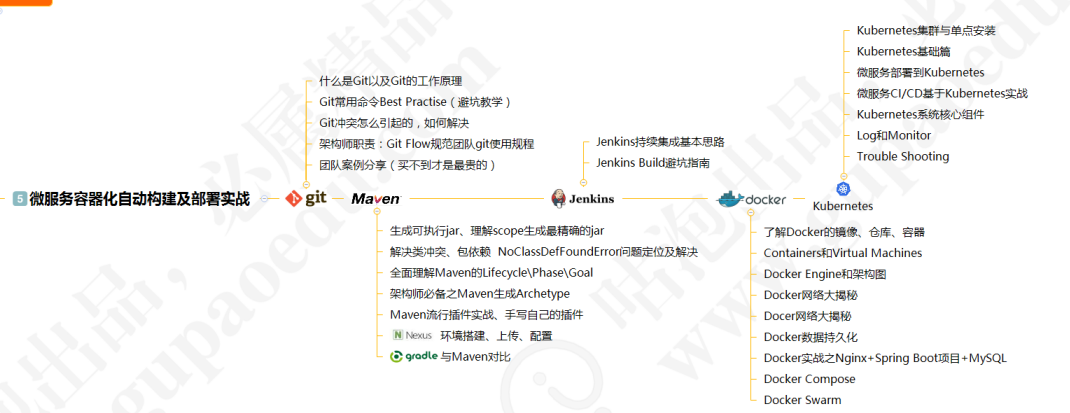 5 微服务容器化自动构建及部署实战
git
什么是Git以及Git的工作原理
Git常用命令Best Practise（避坑教学）
Git冲突怎么引起的，如何解决
架构师职责：Git Flow规范团队git使用规程
团队案例分享（买不到才是最贵的）
Maven
生成可执行jar、理解scope生成最精确的jar
解决类冲突、包依赖 NoClassDefFoundError问题定位及解决
全面理解Maven的Lifecycle\Phase\Goal
架构师必备之Maven生成Archetype
Maven流行插件实战、手写自己的插件
N Nexus 环境搭建、上传、配置
gradle 与Maven对比
Jenkins
Jenkins持续集成基本思路
Jenkins Build避坑指南
docker
了解Docker的镜像、仓库、容器
Containers和Virtual Machines
Docker Engine和架构图
Docker网络大揭秘
Docer网络大揭秘
Docker数据持久化
Docker实战之Nginx+Spring Boot项目+MySQL
Docker Compose
Docker Swarm
Kubernetes
Kubernetes集群与单点安装
Kubernetes基础篇
微服务部署到Kubernetes
微服务CI/CD基于Kubernetes实战
Kubernetes系统核心组件
Log和Monitor
Trouble Shooting